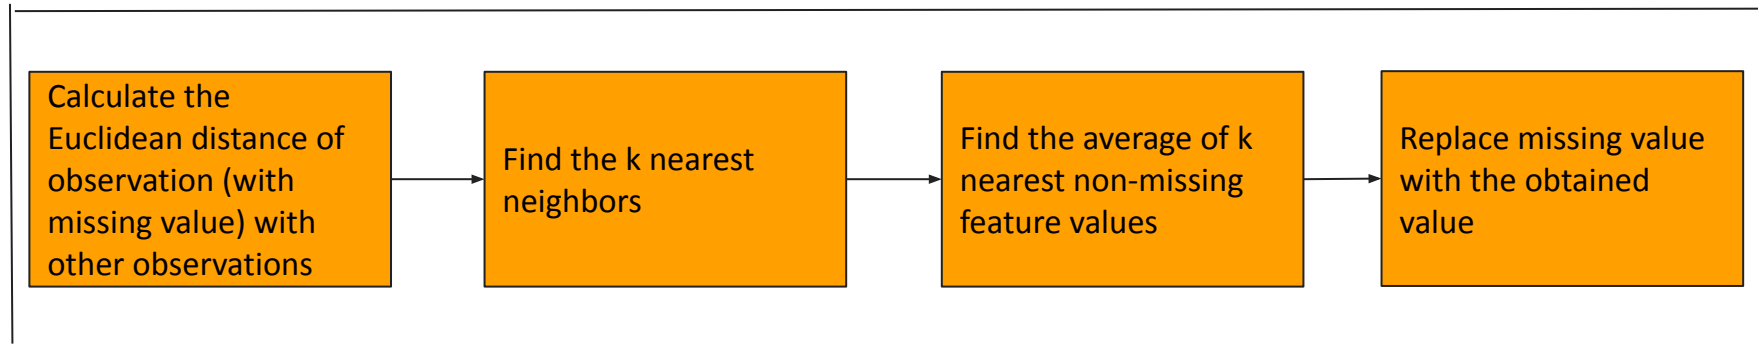 Calculate the
Euclidean distance of
observation (with
missing value) with
other observations
Find the k nearest
neighbors
Find the average of k
nearest non-missing
feature values
Replace missing value
with the obtained
value